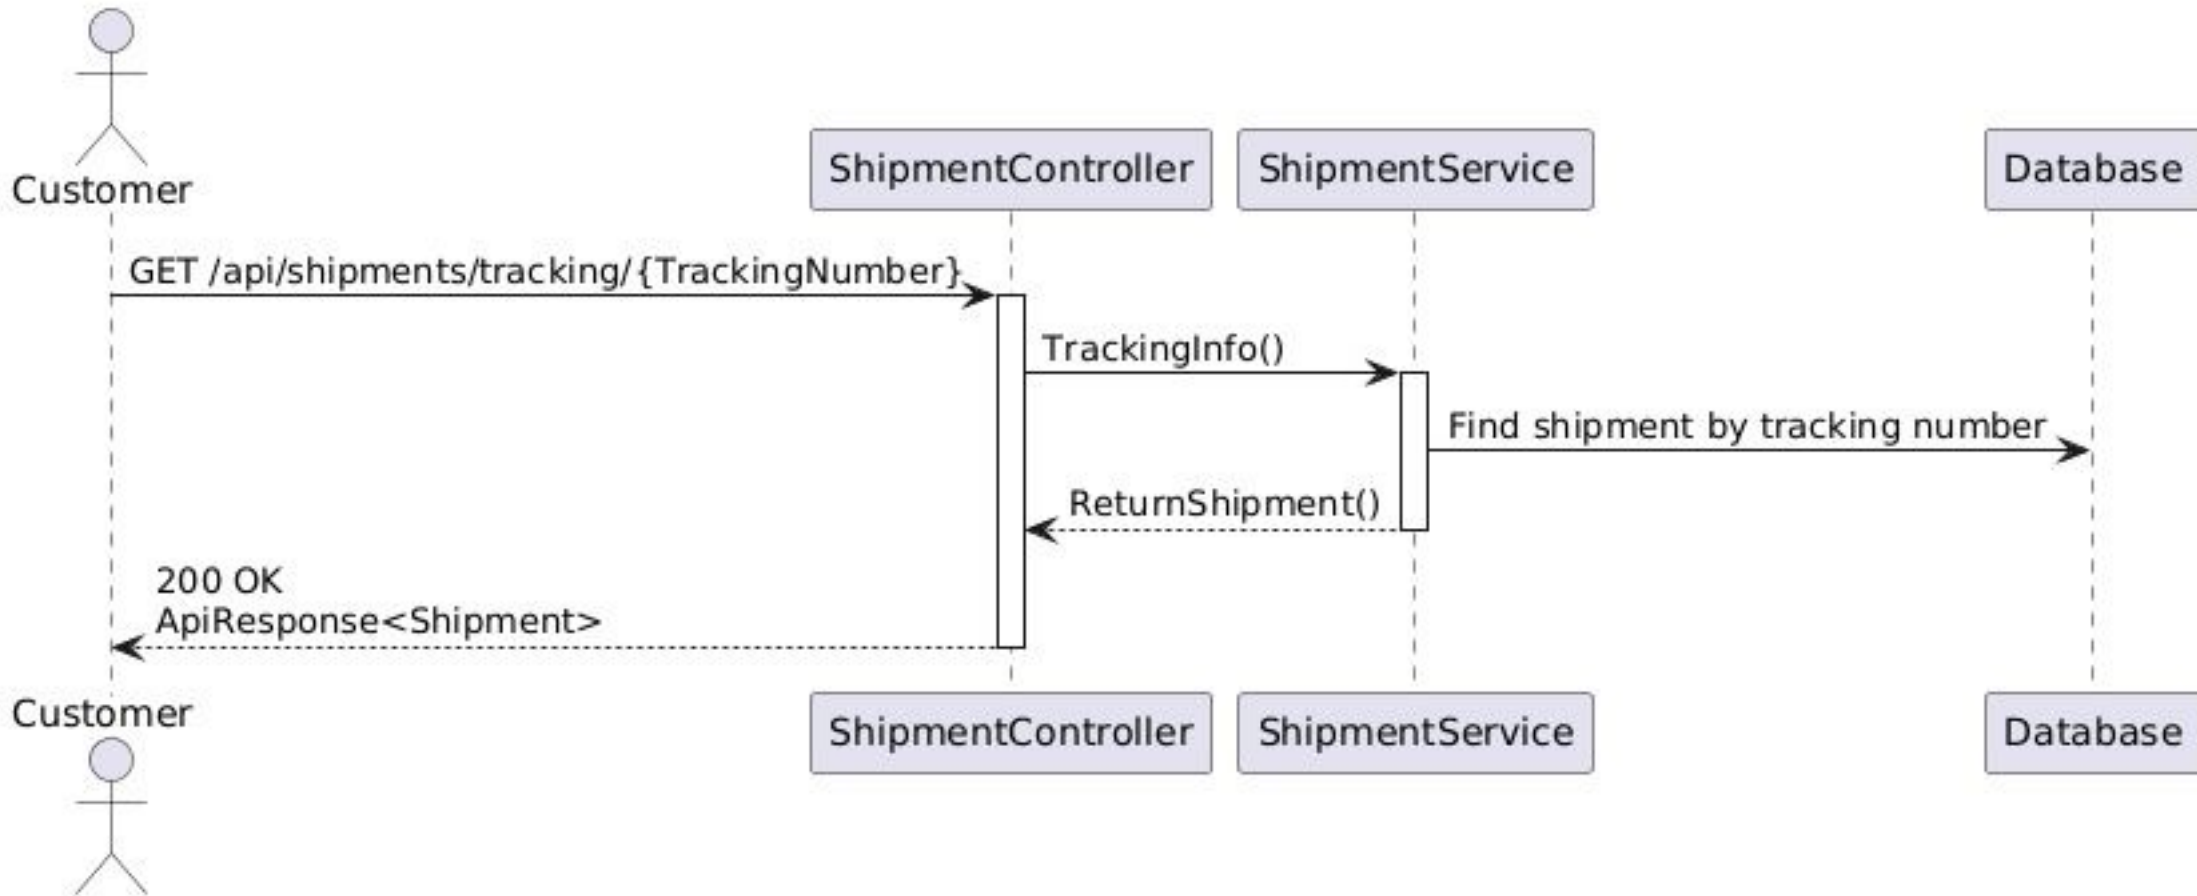 Customer
ShipmentController
ShipmentService
Database
GET /api/shipments/tracking/{TrackingNumber}
TrackingInfo()
Find shipment by tracking number
ReturnShipment()
200 OK
ApiResponse<Shipment>
Customer
ShipmentController
ShipmentService
Database